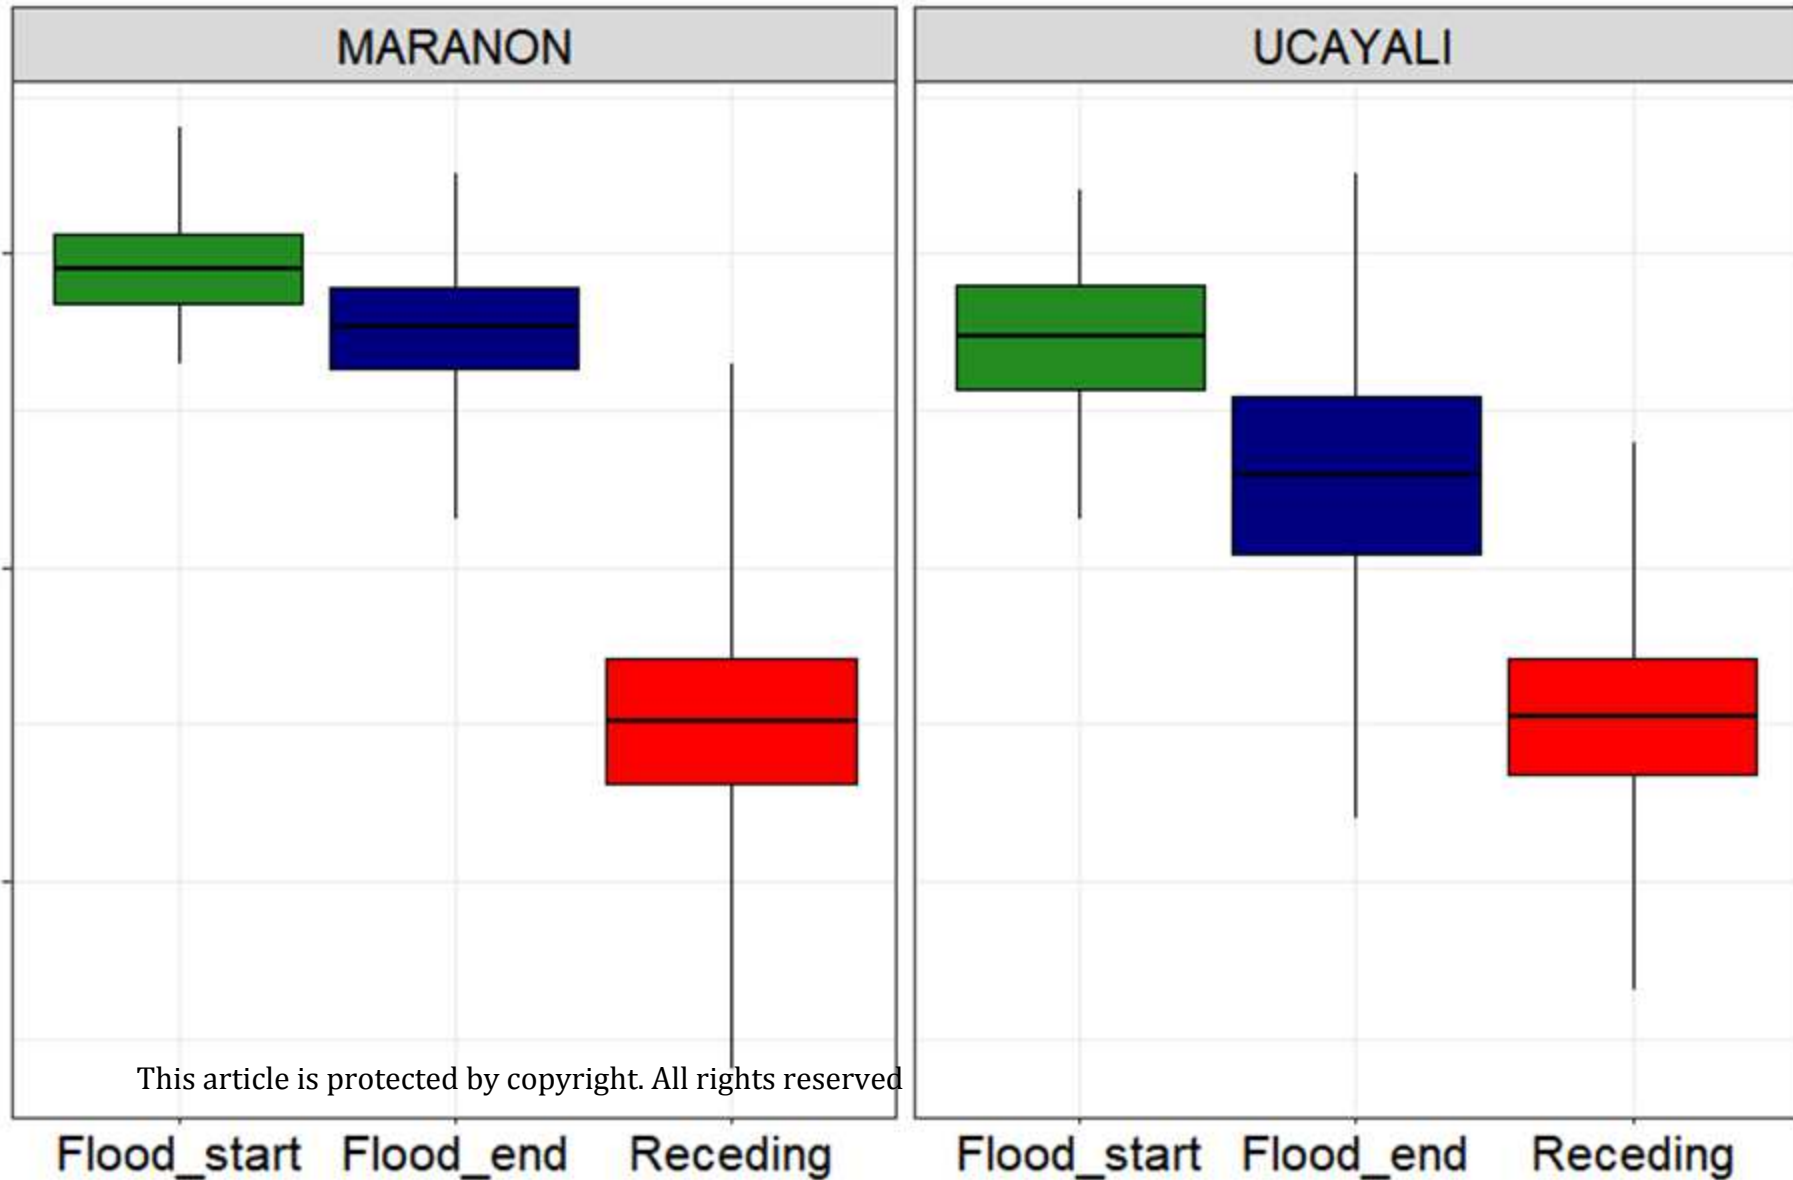 MARANON
UCAYALI
This article is protected by copyright. All rights reserved
Flood_start Flood_end Receding
Flood_start Flood_end Receding